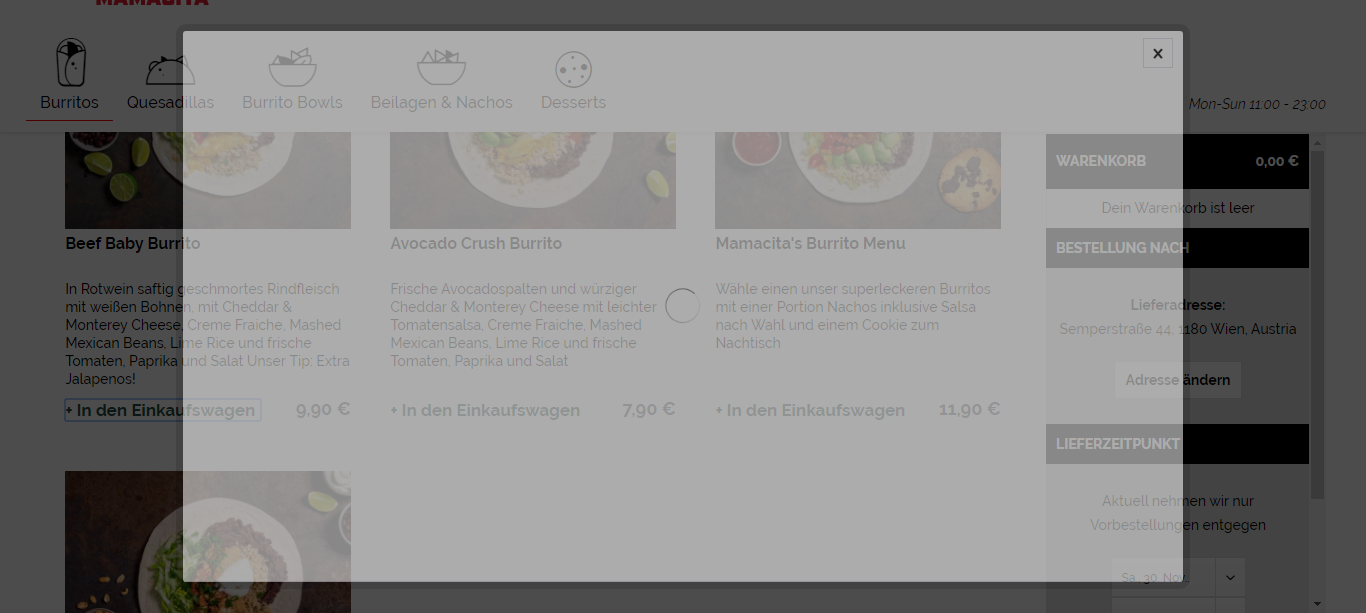 MAMACITA
Burritos
Quesadillas
Burrito Bowls
Beilagen & Nachos
Desserts
Mon-Sun 11:00 - 23:00
x
Beef Baby Burrito
In Rotwein saftig geschmortes Rindfleisch
mit weißen Bohnen, mit Cheddar &
Monterey Cheese, Creme Fraiche, Mashed
Mexican Beans, Lime Rice und frische
Tomaten, Paprika und Salat Unser Tip: Extra
Jalapenos!
+ In den Einkaufswagen
9,90 €
Avocado Crush Burrito
Frische Avocadospalten und würziger
Cheddar & Monterey Cheese mit leichter
Tomatensalsa, Creme Fraiche, Mashed
Mexican Beans, Lime Rice und frische
Tomaten, Paprika und Salat
+ In den Einkaufswagen
7,90 €
Mamacita's Burrito Menu
Wähle einen unser superleckeren Burritos
mit einer Portion Nachos inklusive Salsa
nach Wahl und einem Cookie zum
Nachtisch
+ In den Einkaufswagen
11,90 €
WARENKORB
0,00 €
Dein Warenkorb ist leer
BESTELLUNG NACH
Lieferadresse:
Semperstraße 44, 1180 Wien, Austria
Adresse ändern
LIEFERZEITPUNKT
Aktuell nehmen wir nur
Vorbestellungen entgegen
Sa., 30. Nov.